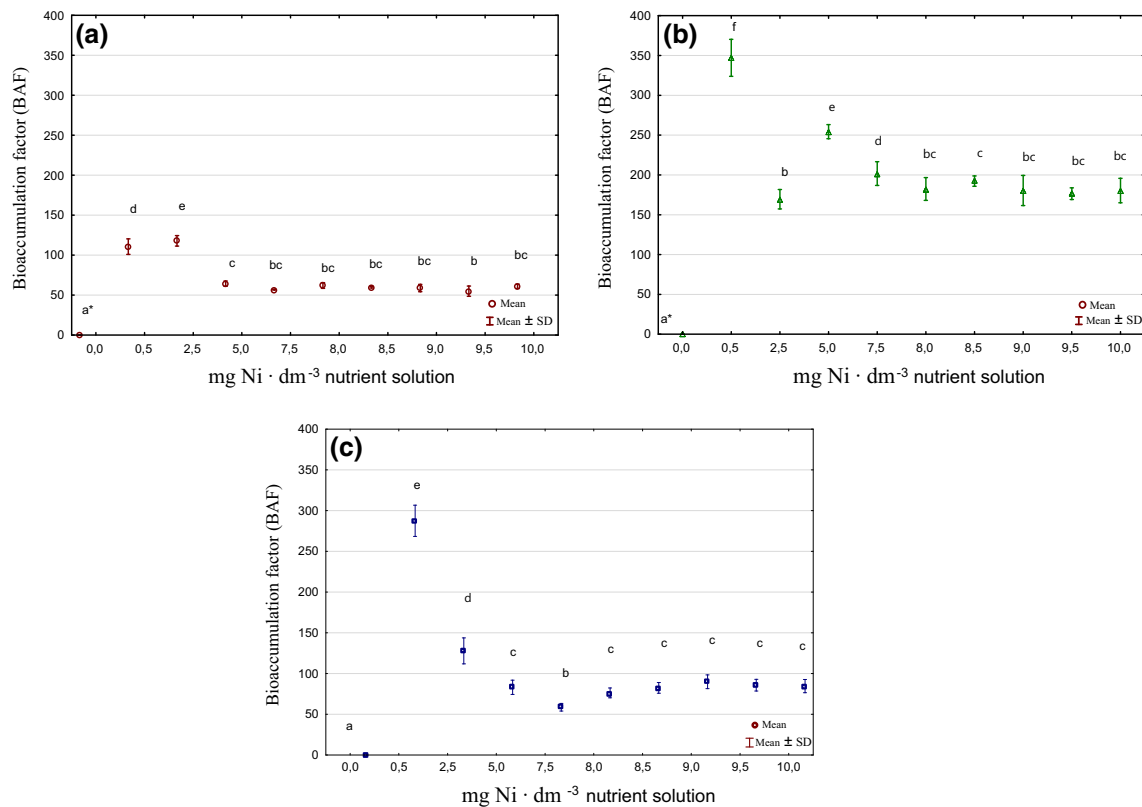 (a)
Bioaccumulation factor (BAF)
400
350
300
250
200
150
100
50
0
d e
c bc bc bc bc b bc
a*
Mean
Mean ± SD
0,0 0,5 2,5 5,0 7,5 8,0 8,5 9,0 9,5 10,0
mg Ni · dm-3 nutrient solution
(b)
Bioaccumulation factor (BAF)
400
350
300
250
200
150
100
50
0
f
e
d
b bc c bc bc bc
a*
Mean
Mean ± SD
0,0 0,5 2,5 5,0 7,5 8,0 8,5 9,0 9,5 10,0
mg Ni · dm-3 nutrient solution
(c)
Bioaccumulation factor (BAF)
400
350
300
250
200
150
100
50
0
e
d
c b c c c c c
a
Mean
Mean ± SD
0,0 0,5 2,5 5.0 7,5 8,0 9,0 9,5 10,0
mg Ni · dm -3 nutrient solution